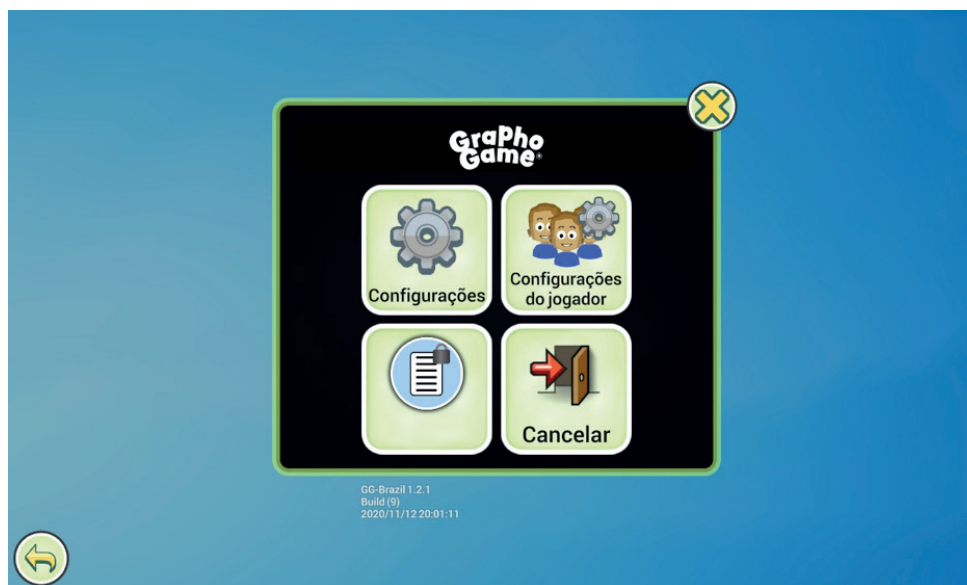 GraPho
Game®
Configurações
Configurações
do jogador
Cancelar
GG-Brazil 1.2.1
Build (9)
2020/11/12 20:01:11